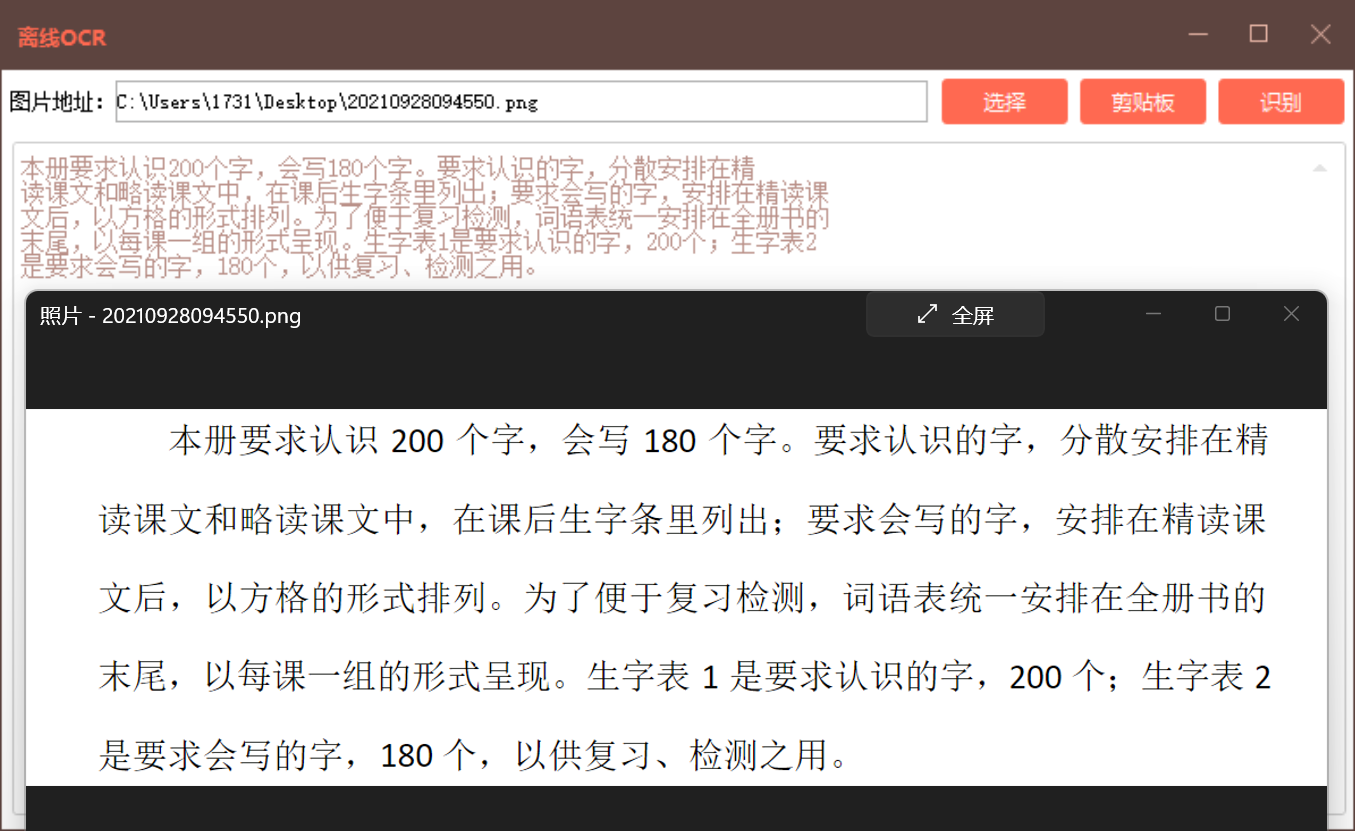 离线OCR
图片地址： C:\Users\1731\Desktop\20210928094550.png 选择 剪贴板 识别
本册要求认识200个字，会写180个字。要求认识的字，分散安排在精
读课文和略读课文中，在课后生字条里列出；要求会写的字，安排在精读课
文后，以方格的形式排列。为了便于复习检测，词语表统一安排在全册书的
末尾，以每课一组的形式呈现。生字表1是要求认识的字，200个；生字表2
是要求会写的字，180个，以供复习、检测之用。
照片 - 20210928094550.png 全屏
本册要求认识 200 个字，会写 180 个字。要求认识的字，分散安排在精
读课文和略读课文中，在课后生字条里列出；要求会写的字，安排在精读课
文后，以方格的形式排列。为了便于复习检测，词语表统一安排在全册书的
末尾，以每课一组的形式呈现。生字表 1 是要求认识的字，200 个；生字表 2
是要求会写的字，180 个，以供复习、检测之用。